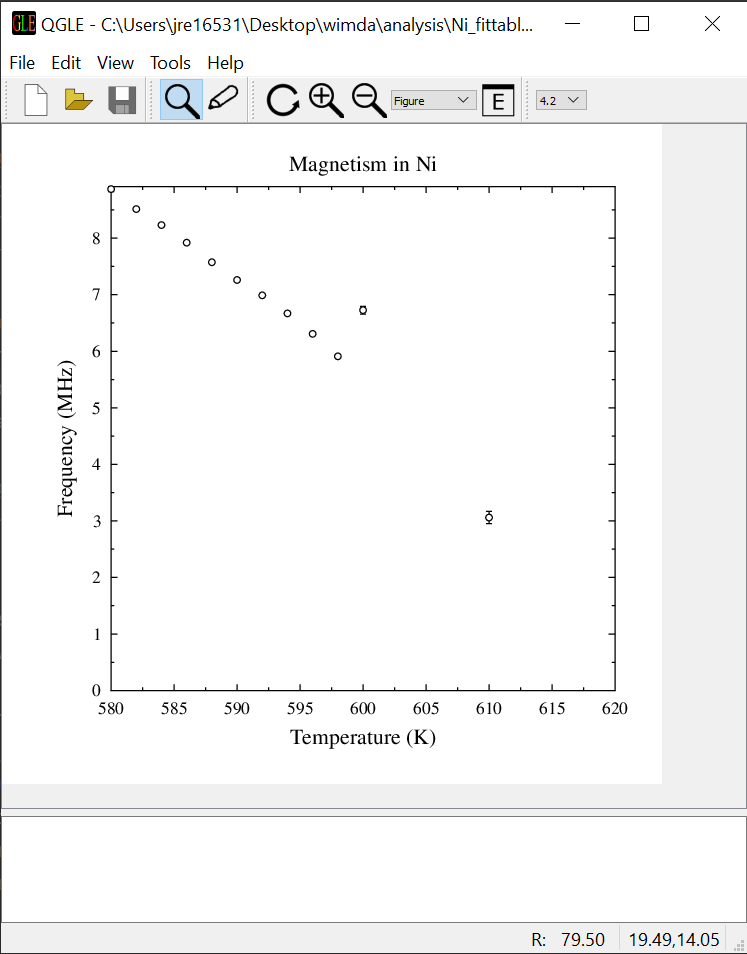 GLE QGLE - C:\Users\jre16531\Desktop\wimda\analysis\Ni_fittabl...
File Edit View Tools Help
Figure E 4.2
Magnetism in Ni
8
7
6
5
4
3
2
1
0
Frequency (MHz)
580 585 590 595 600 605 610 615 620
Temperature (K)
R: 79.50 19.49,14.05